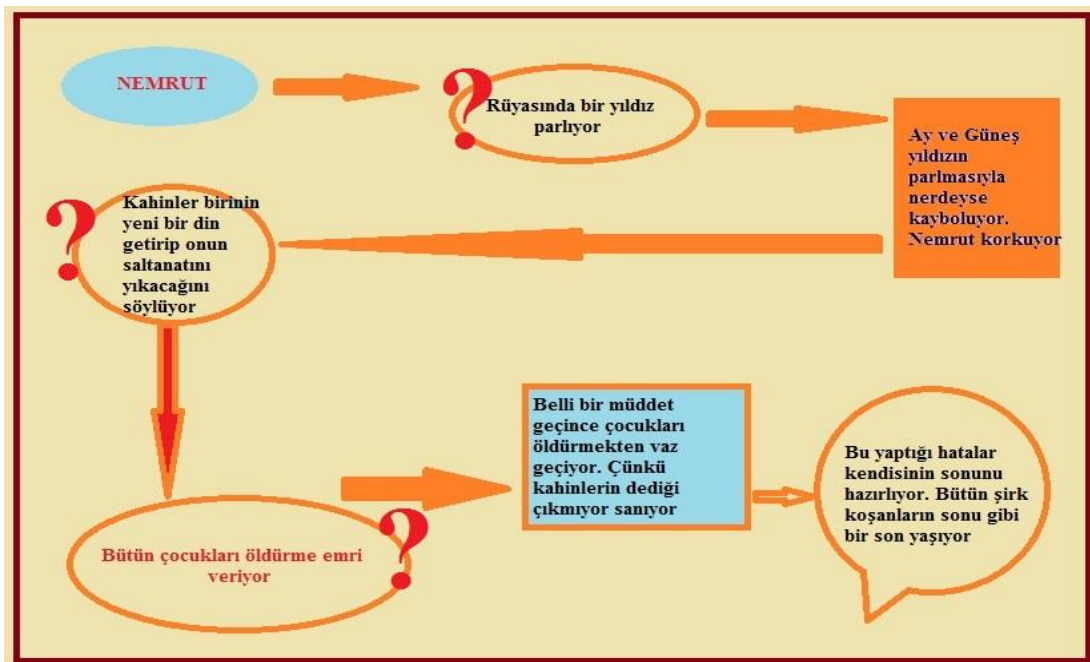 NEMRUT
?
Rüyasında bir yıldız
parlıyor
Ay ve Güneş
yıldızın
parlmasıyla
nerdeyse
kayboluyor.
Nemrut korkuyor
?
Kahinler birinin
yeni bir din
getirip onun
saltanatını
yıkacağını
söylüyor
Bütün çocukları öldürme emri
veriyor
?
Belli bir müddet
geçince çocukları
öldürmekten vaz
geçiyor. Çünkü
kahinlerin dediği
çıkmıyor sanıyor
Bu yaptığı hatalar
kendisinin sonunu
hazırlıyor. Bütün şirk
koşanların sonu gibi
bir son yaşıyor